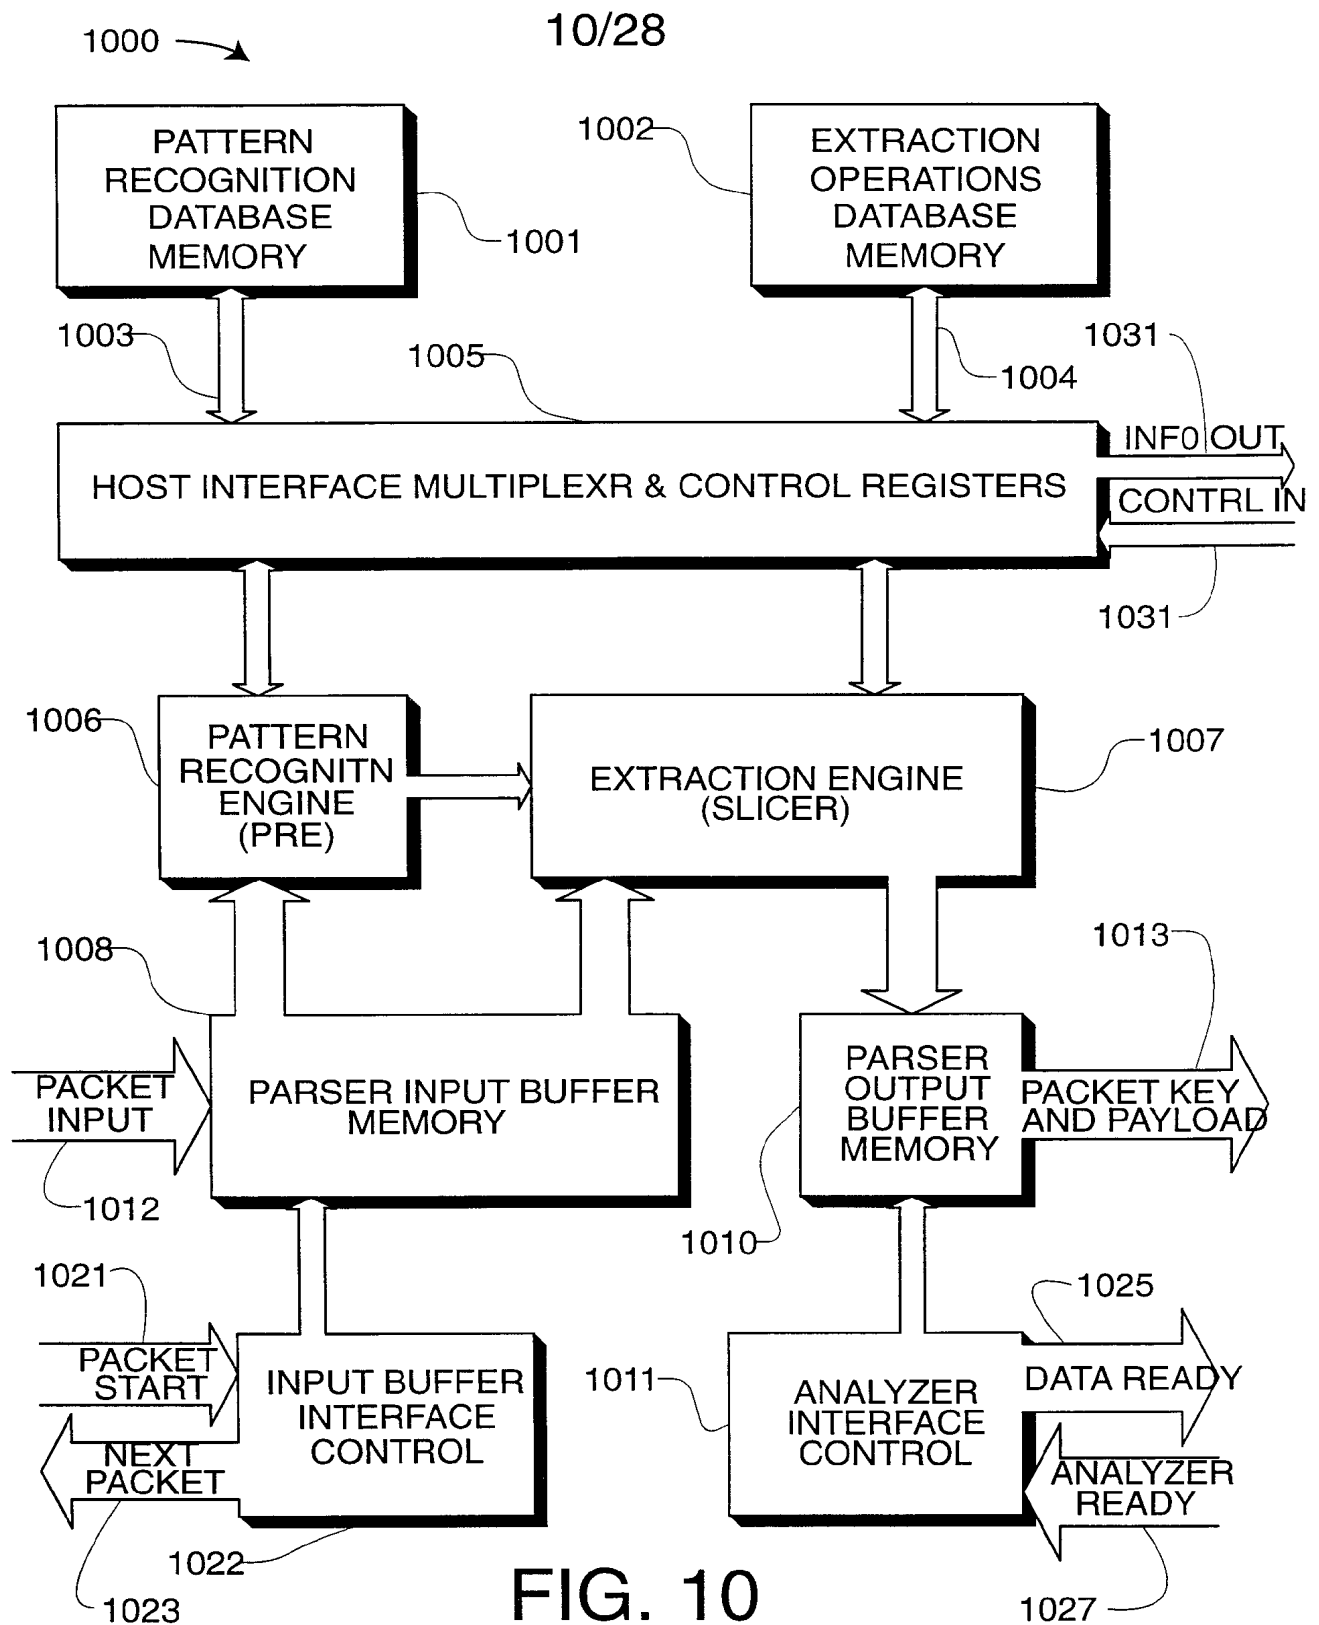 10/28
1000
PATTERN
RECOGNITION
DATABASE
MEMORY
1001
1002
EXTRACTION
OPERATIONS
DATABASE
MEMORY
1003
1005
1004
1031
INFO OUT
HOST INTERFACE MULTIPLEXR & CONTROL REGISTERS
CONTRL IN
1031
1006
PATTERN
RECOGNITN
ENGINE
(PRE)
EXTRACTION ENGINE
(SLICER)
1007
1008
1013
PACKET
INPUT
PARSER INPUT BUFFER
MEMORY
PARSER
OUTPUT
BUFFER
MEMORY
PACKET KEY
AND PAYLOAD
1012
1010
1021
1025
PACKET
START
INPUT BUFFER
INTERFACE
CONTROL
1011
ANALYZER
INTERFACE
CONTROL
DATA READY
NEXT
PACKET
ANALYZER
READY
1022
1023
1027
FIG. 10